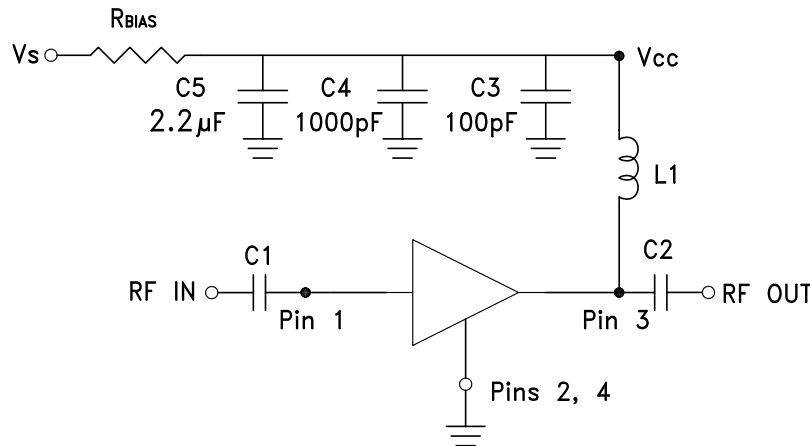 RBIAS
Vs
Vcc
C5
2.2µF
C4
1000pF
C3
100pF
L1
C1
C2
RF IN
RF OUT
Pin 1
Pin 3
Pins 2, 4